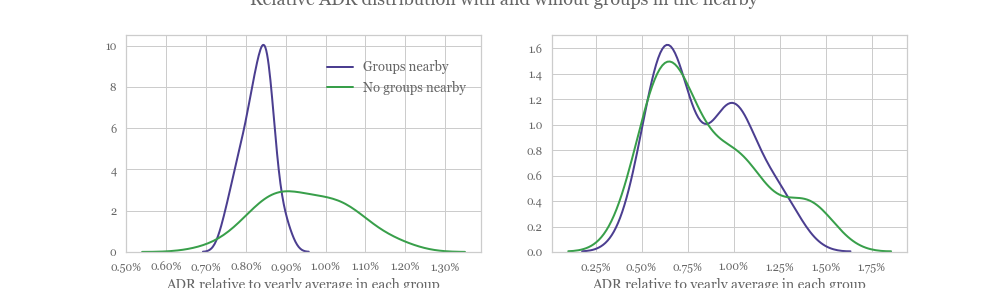 Relative ADR distribution with and wihout groups in the nearby
10
8
6
4
2
0
Groups nearby
No groups nearby
0.50% 0.60% 0.70% 0.80% 0.90% 1.00% 1.10% 1.20% 1.30%
ADR relative to yearly average in each group
1.6
1.4
1.2
1.0
0.8
0.6
0.4
0.2
0.0
0.25% 0.50% 0.75% 1.00% 1.25% 1.50% 1.75%
ADR relative to yearly average in each group